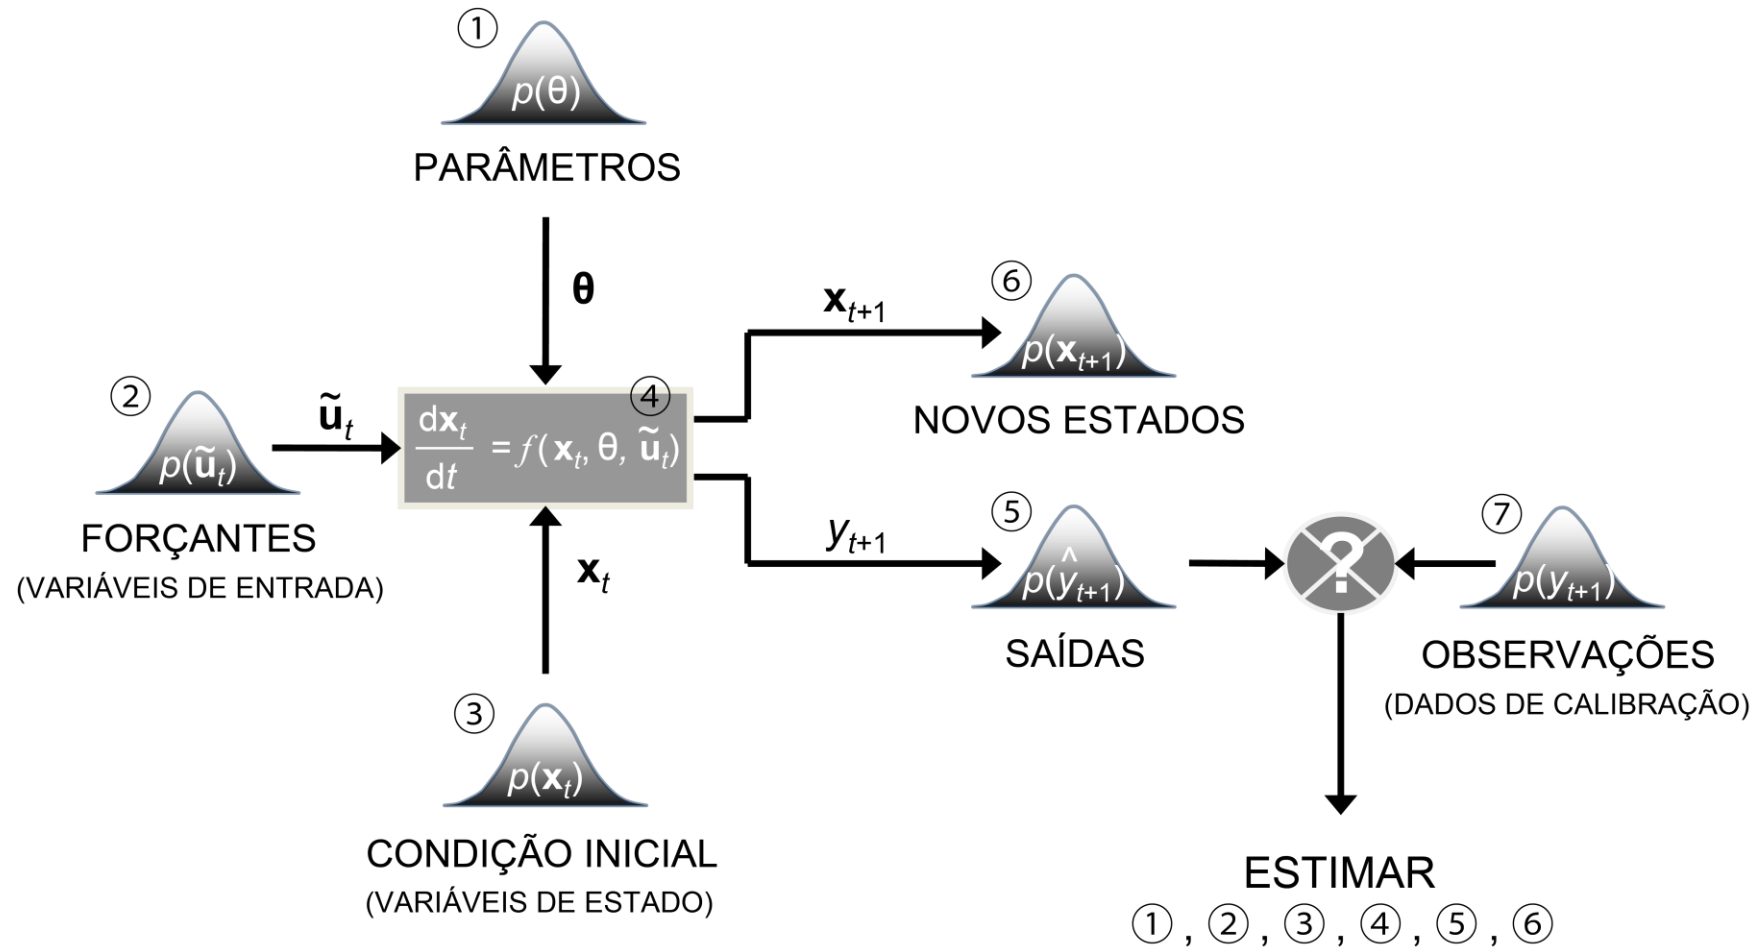 ①
p(θ)
PARÂMETROS
θ
②
p(ũₜ)
ũₜ
FORÇANTES
(VARIÁVEIS DE ENTRADA)
④
dxₜ/dt = f(xₜ, θ, ũₜ)
xₜ
③
p(xₜ)
CONDIÇÃO INICIAL
(VARIÁVEIS DE ESTADO)
xₜ₊₁
⑥
p(xₜ₊₁)
NOVOS ESTADOS
yₜ₊₁
⑤
p(ŷₜ₊₁)
SAÍDAS
?
⑦
p(yₜ₊₁)
OBSERVAÇÕES
(DADOS DE CALIBRAÇÃO)
ESTIMAR
① , ② , ③ , ④ , ⑤ , ⑥